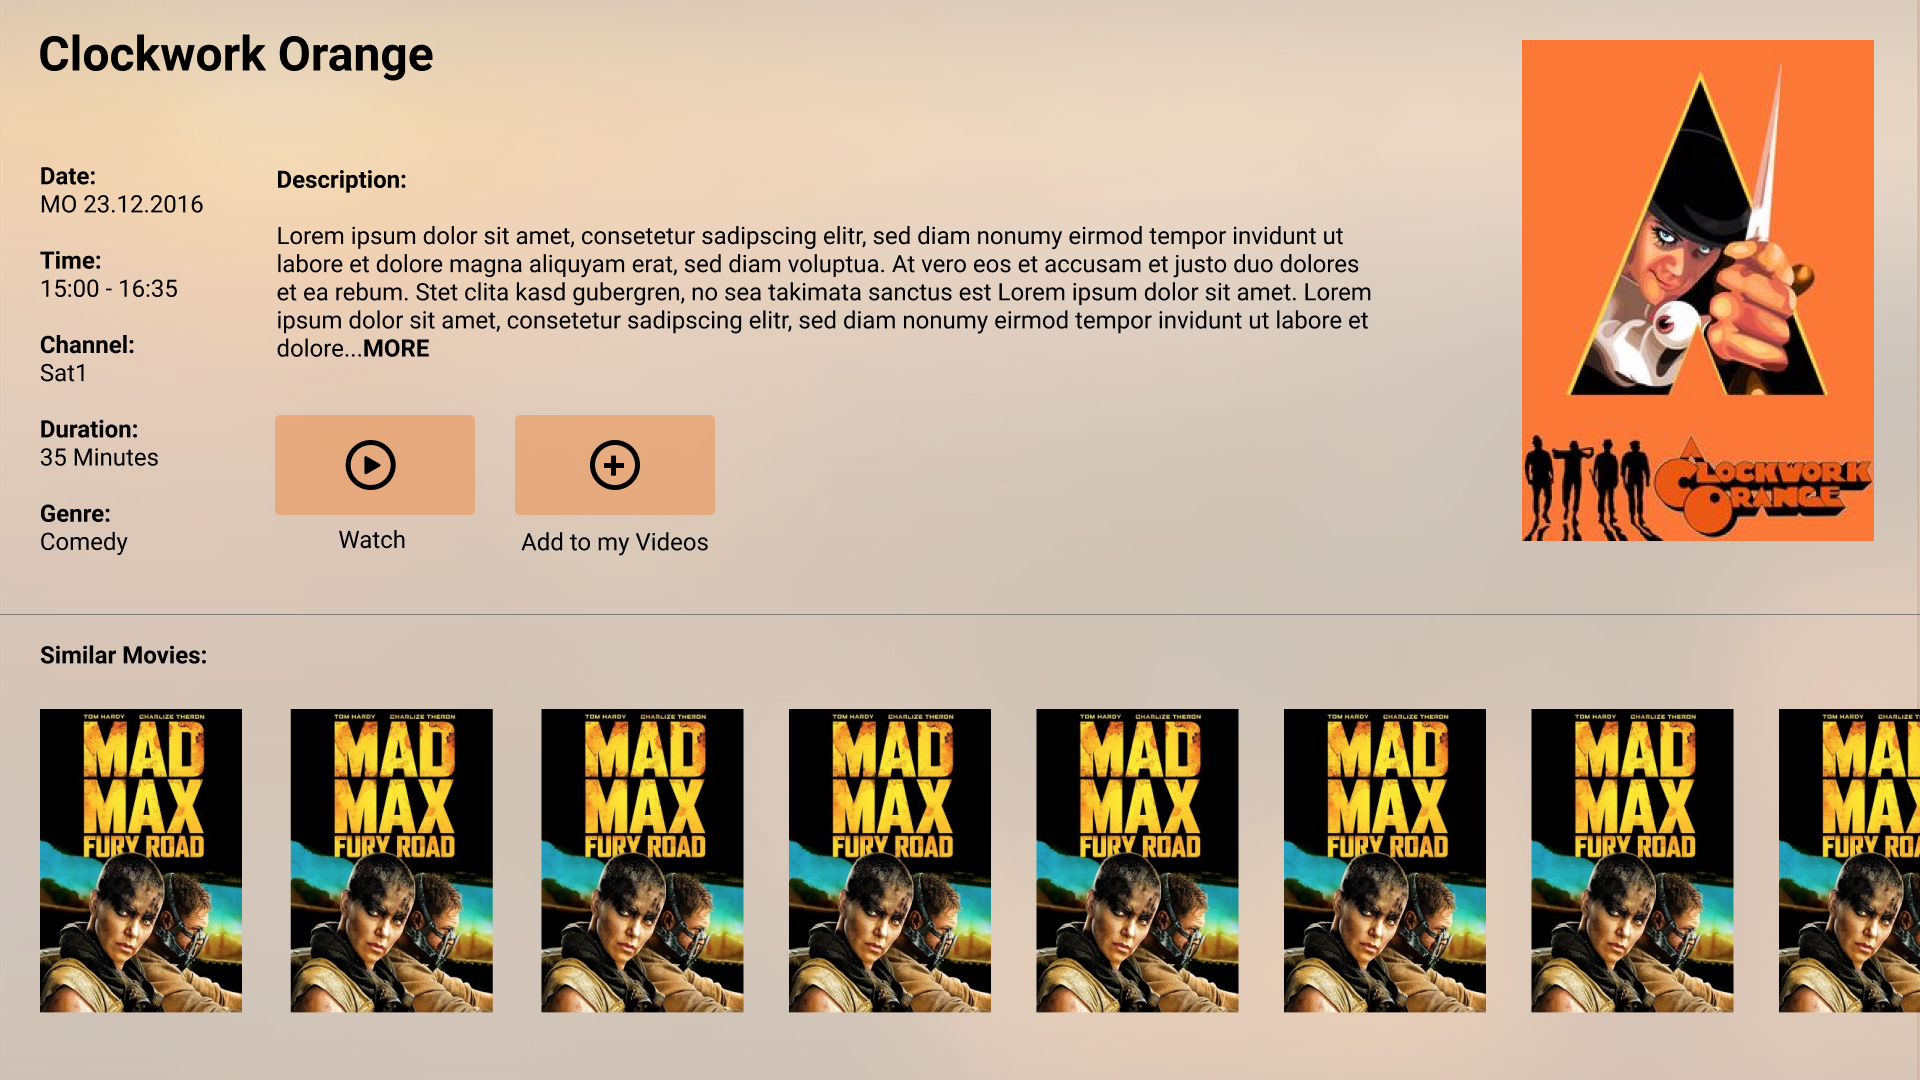 Clockwork Orange
Date:
MO 23.12.2016
Time:
15:00 - 16:35
Channel:
Sat1
Duration:
35 Minutes
Genre:
Comedy
Description:
Lorem ipsum dolor sit amet, consetetur sadipscing elitr, sed diam nonumy eirmod tempor invidunt ut
labore et dolore magna aliquyam erat, sed diam voluptua. At vero eos et accusam et justo duo dolores
et ea rebum. Stet clita kasd gubergren, no sea takimata sanctus est Lorem ipsum dolor sit amet. Lorem
ipsum dolor sit amet, consetetur sadipscing elitr, sed diam nonumy eirmod tempor invidunt ut labore et
dolore...MORE
Watch
Add to my Videos
A
CLOCKWORK
ORANGE
Similar Movies:
TOM HARDY CHARLIZE THERON
MAD
MAX
FURY ROAD
TOM HARDY CHARLIZE THERON
MAD
MAX
FURY ROAD
TOM HARDY CHARLIZE THERON
MAD
MAX
FURY ROAD
TOM HARDY CHARLIZE THERON
MAD
MAX
FURY ROAD
TOM HARDY CHARLIZE THERON
MAD
MAX
FURY ROAD
TOM HARDY CHARLIZE THERON
MAD
MAX
FURY ROAD
TOM HARDY CHARLIZE THERON
MAD
MAX
FURY ROAD
TOM HARDY CHARLIZE T
MA
MAX
FURY ROA